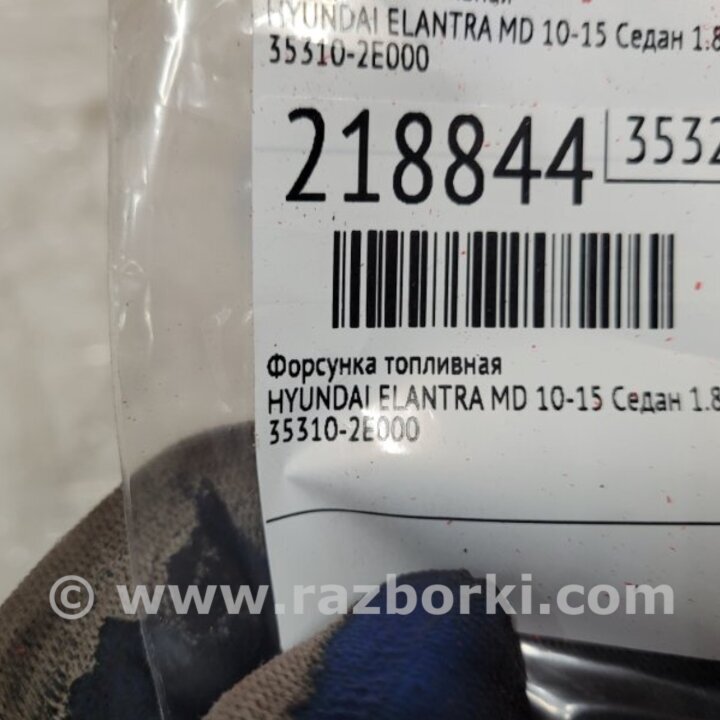 HYUNDAI ELANTRA MD 10-15 Седан 1.8
35310-2E000
218844 3532
Форсунка топливная
HYUNDAI ELANTRA MD 10-15 Седан 1.8
35310-2E000
© www.razborki.com